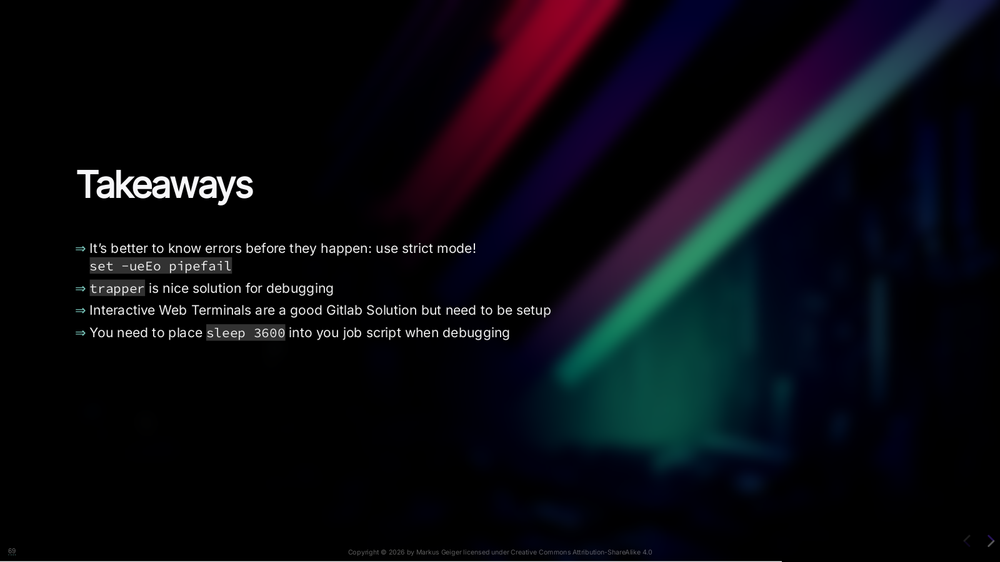 Takeaways
⇒ It’s better to know errors before they happen: use strict mode!
set -ueEo pipefail
⇒ trapper is nice solution for debugging
⇒ Interactive Web Terminals are a good Gitlab Solution but need to be setup
⇒ You need to place sleep 3600 into you job script when debugging
69
Copyright © 2026 by Markus Geiger licensed under Creative Commons Attribution-ShareAlike 4.0